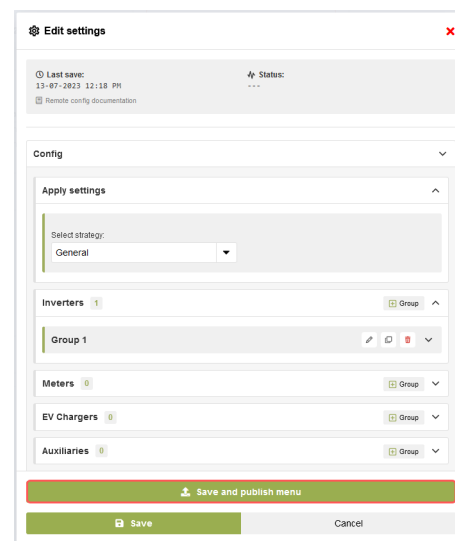 Edit settings
Last save:
Status:
13-07-2023 12:18 PM
---
Remote config documentation
Config
Apply settings
Select strategy:
General
Inverters 1
Group
Group 1
Meters 0
Group
EV Chargers 0
Group
Auxiliaries 0
Group
Save and publish menu
Save
Cancel